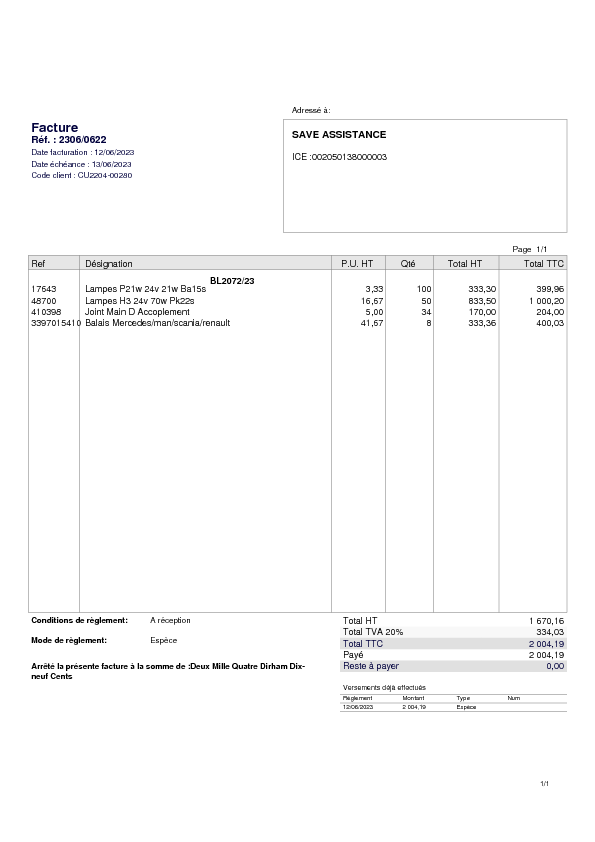 Adressé à:
Facture
Réf. : 2306/0622
Date facturation : 12/06/2023
Date échéance : 13/06/2023
Code client : CU2204-00280
SAVE ASSISTANCE
ICE :002050138000003
Page 1/1
Ref Désignation P.U. HT Qté Total HT Total TTC
BL2072/23
17643 Lampes P21w 24v 21w Ba15s 3,33 100 333,30 399,96
48700 Lampes H3 24v 70w Pk22s 16,67 50 833,50 1 000,20
410398 Joint Main D Accoplement 5,00 34 170,00 204,00
3397015410 Balais Mercedes/man/scania/renault 41,67 8 333,36 400,03
Conditions de règlement: A réception
Mode de règlement: Espèce
Arrêté la présente facture à la somme de :Deux Mille Quatre Dirham Dix-
neuf Cents
Total HT 1 670,16
Total TVA 20% 334,03
Total TTC 2 004,19
Payé 2 004,19
Reste à payer 0,00
Versements déjà effectués
Règlement Montant Type Num
12/06/2023 2 004,19 Espèce
1/1